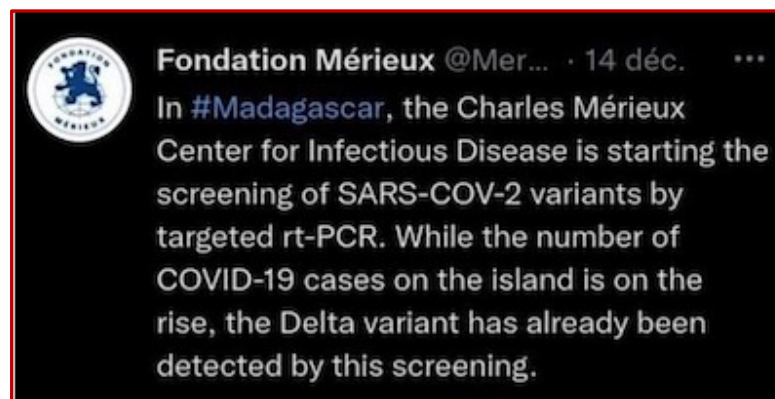 FONDATION
MÉRIEUX
Fondation Mérieux @Mer... · 14 déc.
In #Madagascar, the Charles Mérieux
Center for Infectious Disease is starting the
screening of SARS-COV-2 variants by
targeted rt-PCR. While the number of
COVID-19 cases on the island is on the
rise, the Delta variant has already been
detected by this screening.